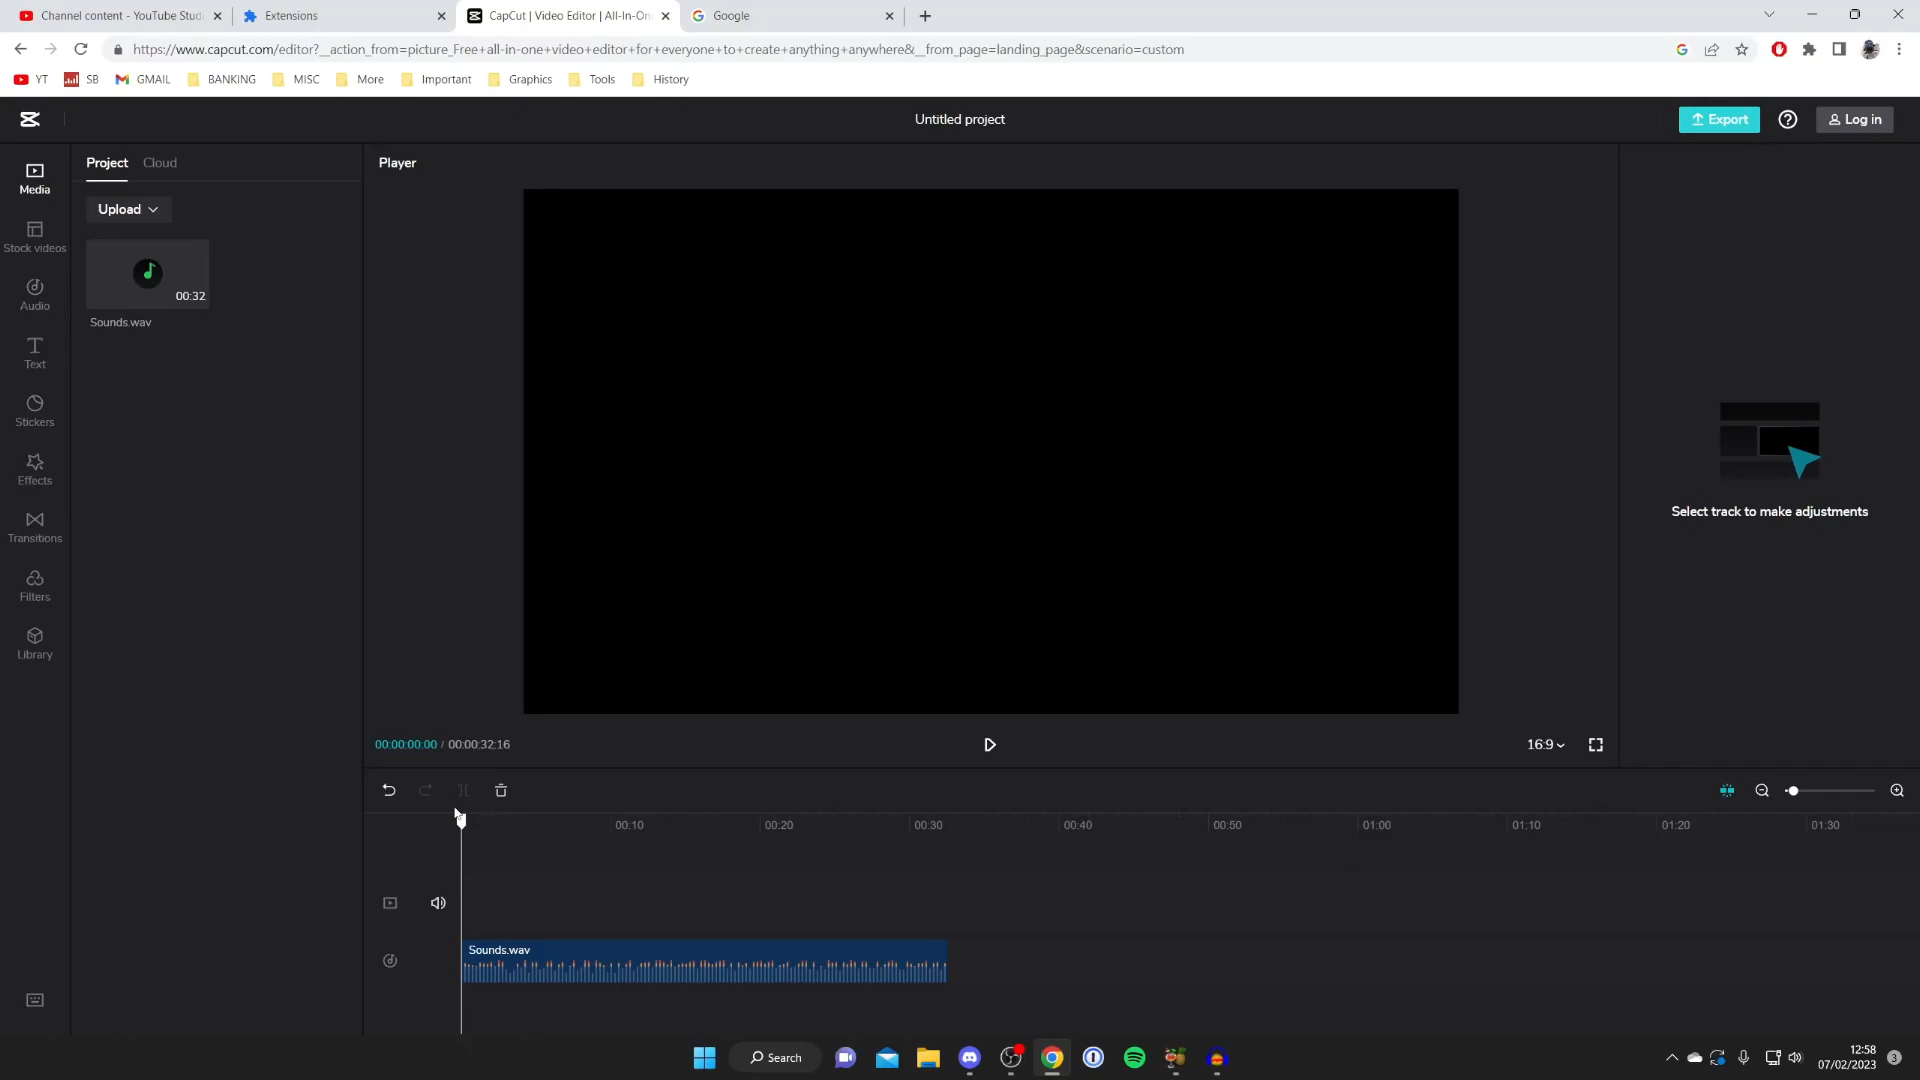 Channel content - YouTube Studi
Extensions
CapCut | Video Editor | All-In-On
Google
https://www.capcut.com/editor?__action_from=picture_Free+all-in-one+video+editor+for+everyone+to+create+anything+anywhere&__from_page=landing_page&scenario=custom
YT
SB
GMAIL
BANKING
MISC
More
Important
Graphics
Tools
History
Untitled project
Export
Log in
Project
Cloud
Player
Media
Upload
Stock videos
00:32
Sounds.wav
Audio
Text
Stickers
Effects
Transitions
Filters
Library
Select track to make adjustments
00:00:00:00 / 00:00:32:16
16:9
00:10
00:20
00:30
00:40
00:50
01:00
01:10
01:20
01:30
Sounds.wav
Search
12:58
07/02/2023
3